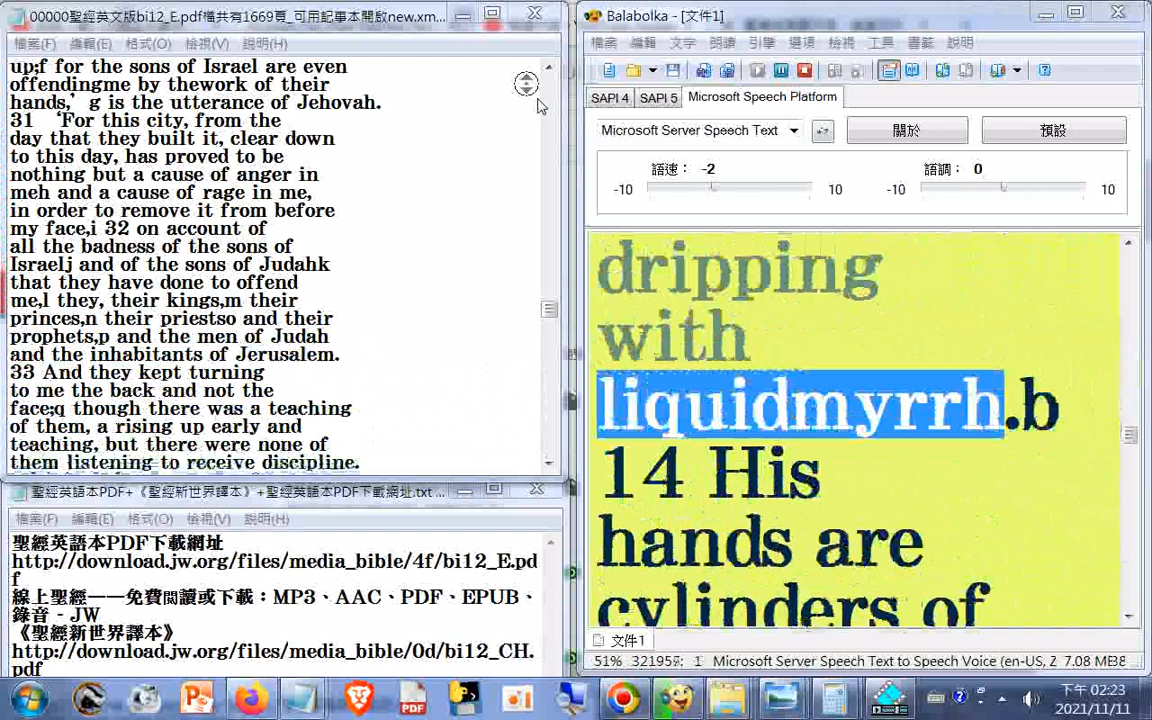 00000聖經英文版bi12_E.pdf檔共有1669頁_可用記事本開啟new.xm...
檔案(F) 編輯(E) 格式(O) 檢視(V) 說明(H)
up;f for the sons of Israel are even
offendingme by thework of their
hands,’ g is the utterance of Jehovah.
31 ‘For this city, from the
day that they built it, clear down
to this day, has proved to be
nothing but a cause of anger in
meh and a cause of rage in me,
in order to remove it from before
my face,i 32 on account of
all the badness of the sons of
Israelj and of the sons of Judahk
that they have done to offend
me,l they, their kings,m their
princes,n their priestso and their
prophets,p and the men of Judah
and the inhabitants of Jerusalem.
33 And they kept turning
to me the back and not the
face;q though there was a teaching
of them, a rising up early and
teaching, but there were none of
them listening to receive discipline.
聖經英語本PDF+《聖經新世界譯本》+聖經英語本PDF下載網址.txt ...
檔案(F) 編輯(E) 格式(O) 檢視(V) 說明(H)
聖經英語本PDF下載網址
http://download.jw.org/files/media_bible/4f/bi12_E.pd
f
線上聖經——免費閱讀或下載：MP3、AAC、PDF、EPUB、
錄音 - JW
《聖經新世界譯本》
http://download.jw.org/files/media_bible/0d/bi12_CH.
pdf
Balabolka - [文件1]
檔案 編輯 文字 朗讀 引擎 選項 檢視 工具 書籤 說明
SAPI 4 SAPI 5 Microsoft Speech Platform
Microsoft Server Speech Text 關於 預設
語速： -2 語調： 0
-10 10 -10 10
dripping
with
liquidmyrrh.b
14 His
hands are
cylinders of
文件1
51% Microsoft Server Speech Text to Speech Voice (en-US, Z 7.08 MB
PDF
下午 02:23
2021/11/11